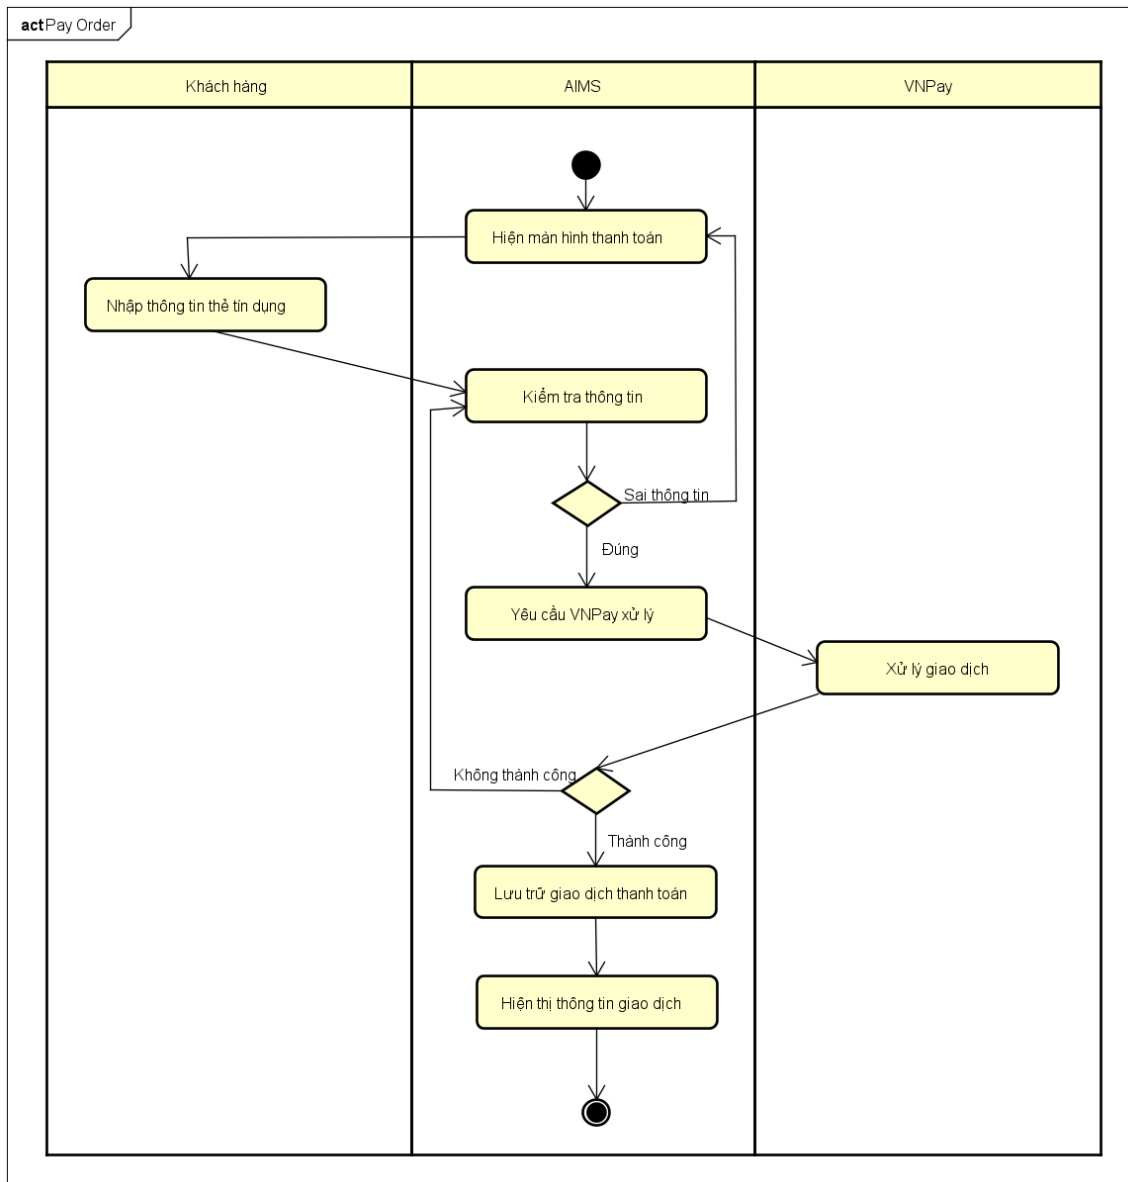 act Pay Order
Khách hàng
AIMS
VNPay
Hiện màn hình thanh toán
Nhập thông tin thẻ tín dụng
Kiểm tra thông tin
Sai thông tin
Đúng
Yêu cầu VNPay xử lý
Xử lý giao dịch
Không thành công
Thành công
Lưu trữ giao dịch thanh toán
Hiện thị thông tin giao dịch